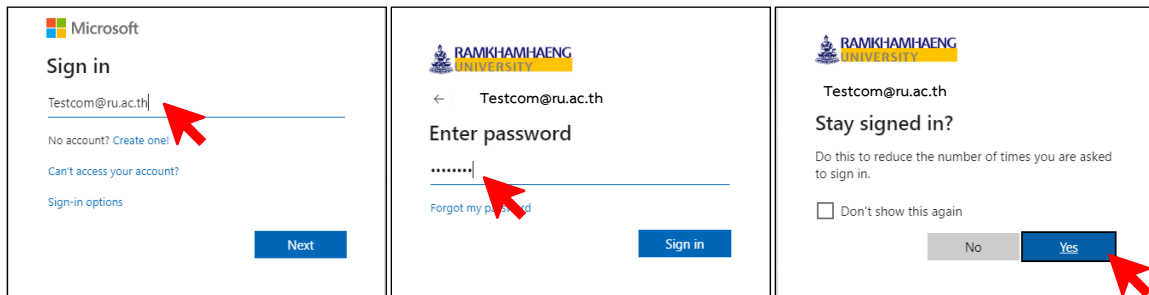 Microsoft
Sign in
Testcom@ru.ac.th
No account? Create one!
Can't access your account?
Sign-in options
Next
RAMKHAMHAENG
UNIVERSITY
← Testcom@ru.ac.th
Enter password
••••••••
Forgot my password
Sign in
RAMKHAMHAENG
UNIVERSITY
Testcom@ru.ac.th
Stay signed in?
Do this to reduce the number of times you are asked
to sign in.
Don't show this again
No
Yes